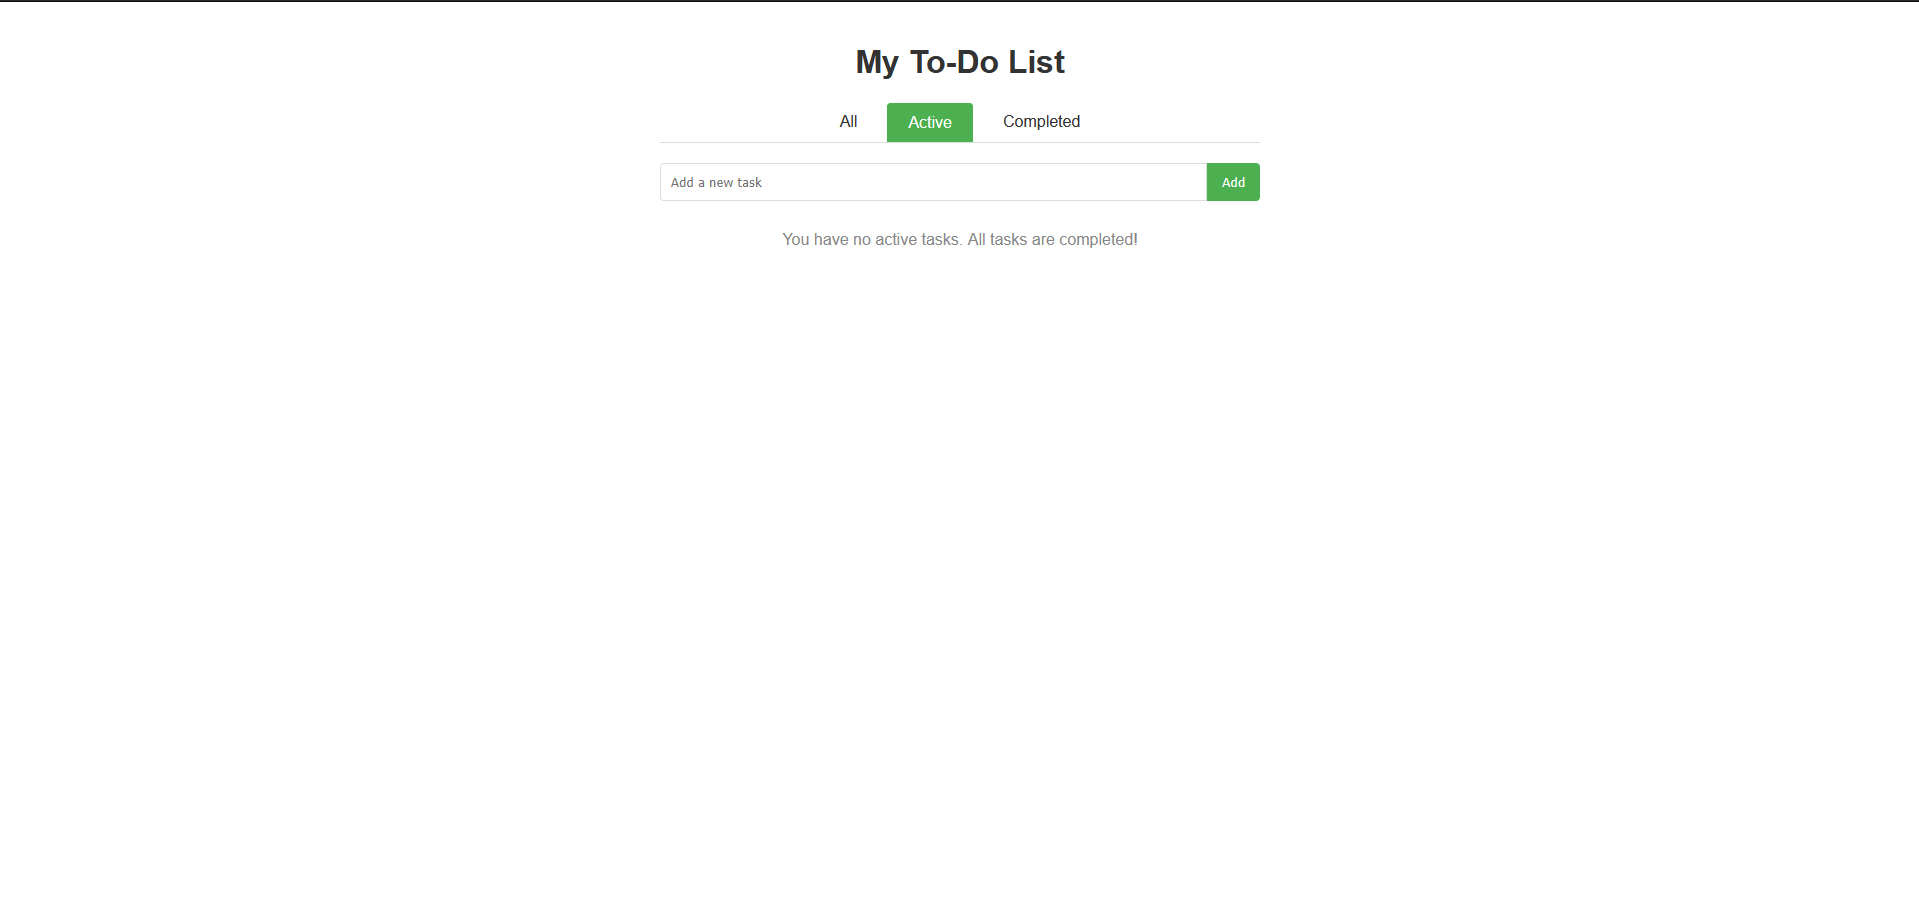 My To-Do List
All Active Completed
Add a new task Add
You have no active tasks. All tasks are completed!